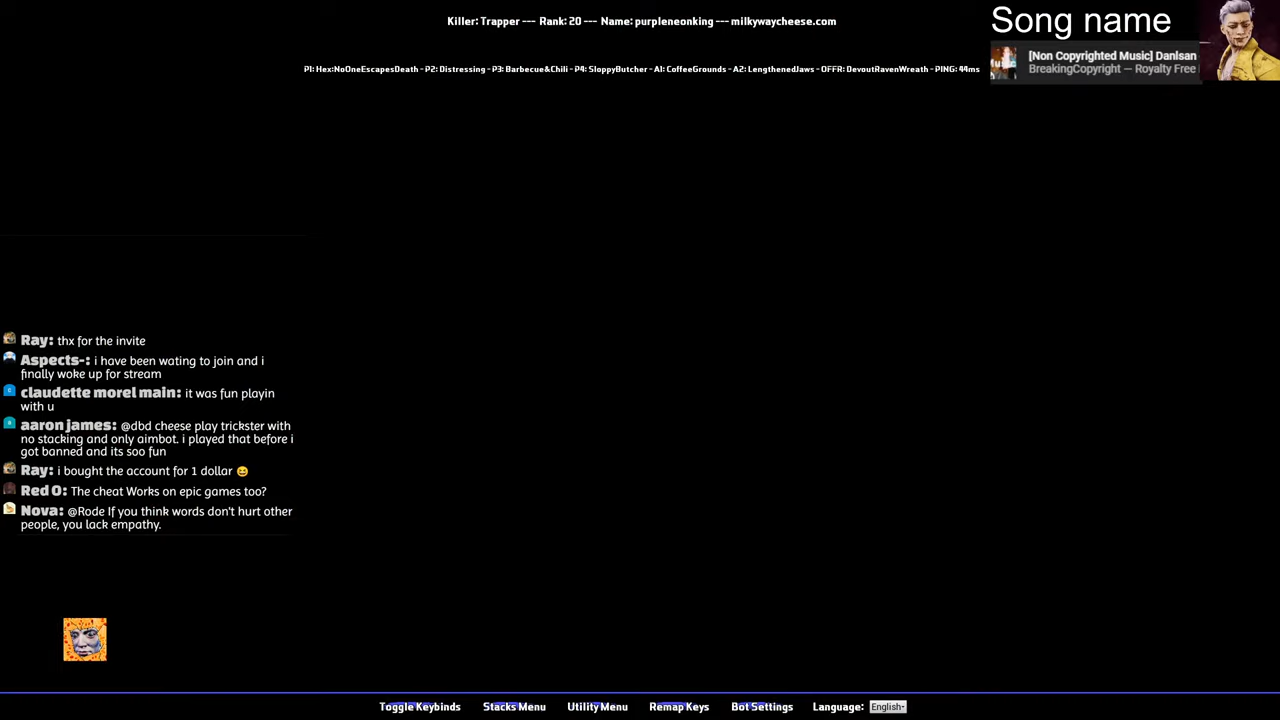 Killer: Trapper --- Rank: 20 --- Name: purpleneonking --- milkywaycheese.com
Song name
[Non Copyrighted Music] Danlsan
BreakingCopyright — Royalty Free
P1: Hex:NoOneEscapesDeath - P2: Distressing - P3: Barbecue&Chili - P4: SloppyButcher - A1: CoffeeGrounds - A2: LengthenedJaws - OFFR: DevoutRavenWreath - PING: 44ms
Ray: thx for the invite
Aspects-: i have been wating to join and i
finally woke up for stream
claudette morel main: it was fun playin
with u
aaron james: @dbd cheese play trickster with
no stacking and only aimbot. i played that before i
got banned and its soo fun
Ray: i bought the account for 1 dollar 😆
Red O: The cheat Works on epic games too?
Nova: @Rode If you think words don't hurt other
people, you lack empathy.
Toggle Keybinds Stacks Menu Utility Menu Remap Keys Bot Settings Language: English